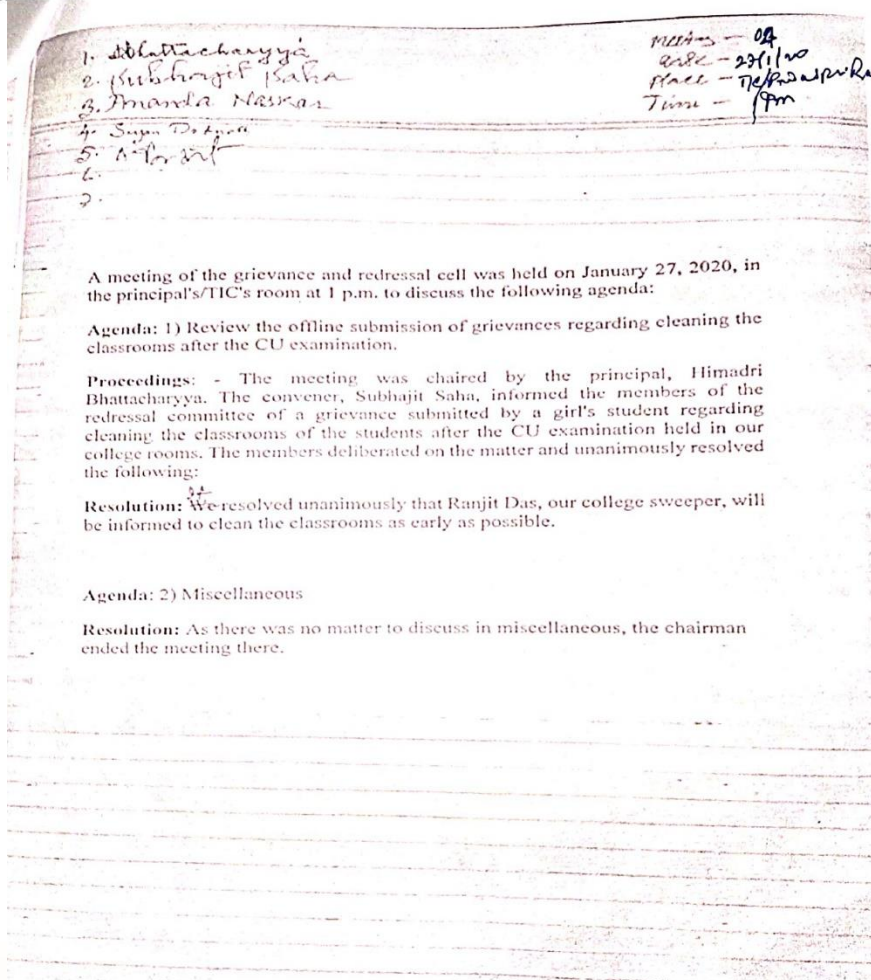 1. Bhattacharyya
2. Subhajit Saha
3. Ananda Naskar
4.
5.
6.
7.
Meeting - 04
Date - 27/1/20
Place - TIC/
Time - 1 pm
A meeting of the grievance and redressal cell was held on January 27, 2020, in
the principal's/TIC's room at 1 p.m. to discuss the following agenda:
Agenda: 1) Review the offline submission of grievances regarding cleaning the
classrooms after the CU examination.
Proceedings: - The meeting was chaired by the principal, Himadri
Bhattacharyya. The convener, Subhajit Saha, informed the members of the
redressal committee of a grievance submitted by a girl's student regarding
cleaning the classrooms of the students after the CU examination held in our
college rooms. The members deliberated on the matter and unanimously resolved
the following:
Resolution: We resolved unanimously that Ranjit Das, our college sweeper, will
be informed to clean the classrooms as early as possible.
Agenda: 2) Miscellaneous
Resolution: As there was no matter to discuss in miscellaneous, the chairman
ended the meeting there.